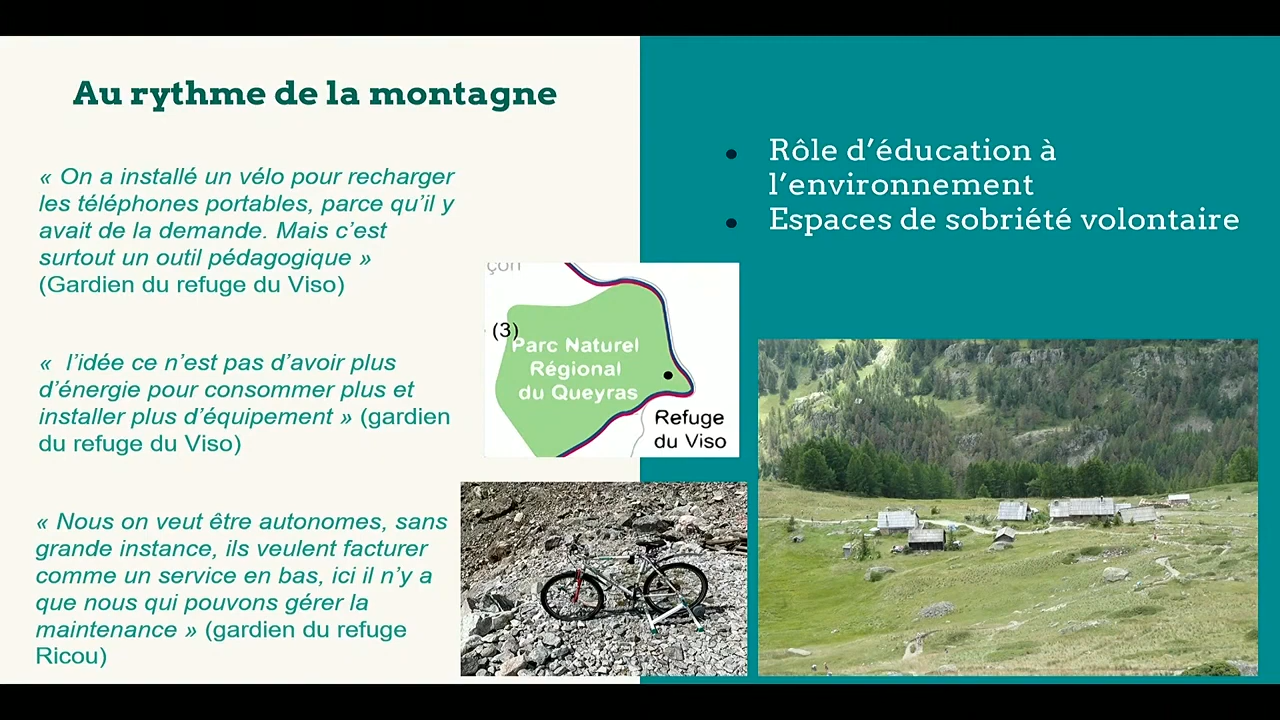 Au rythme de la montagne
« On a installé un vélo pour recharger
les téléphones portables, parce qu'il y
avait de la demande. Mais c'est
surtout un outil pédagogique »
(Gardien du refuge du Viso)
« l'idée ce n'est pas d'avoir plus
d'énergie pour consommer plus et
installer plus d'équipement » (gardien
du refuge du Viso)
« Nous on veut être autonomes, sans
grande instance, ils veulent facturer
comme un service en bas, ici il n'y a
que nous qui pouvons gérer la
maintenance » (gardien du refuge
Ricou)
çon
(3)
Parc Naturel
Régional
du Queyras
Refuge
du Viso
● Rôle d'éducation à
l'environnement
● Espaces de sobriété volontaire